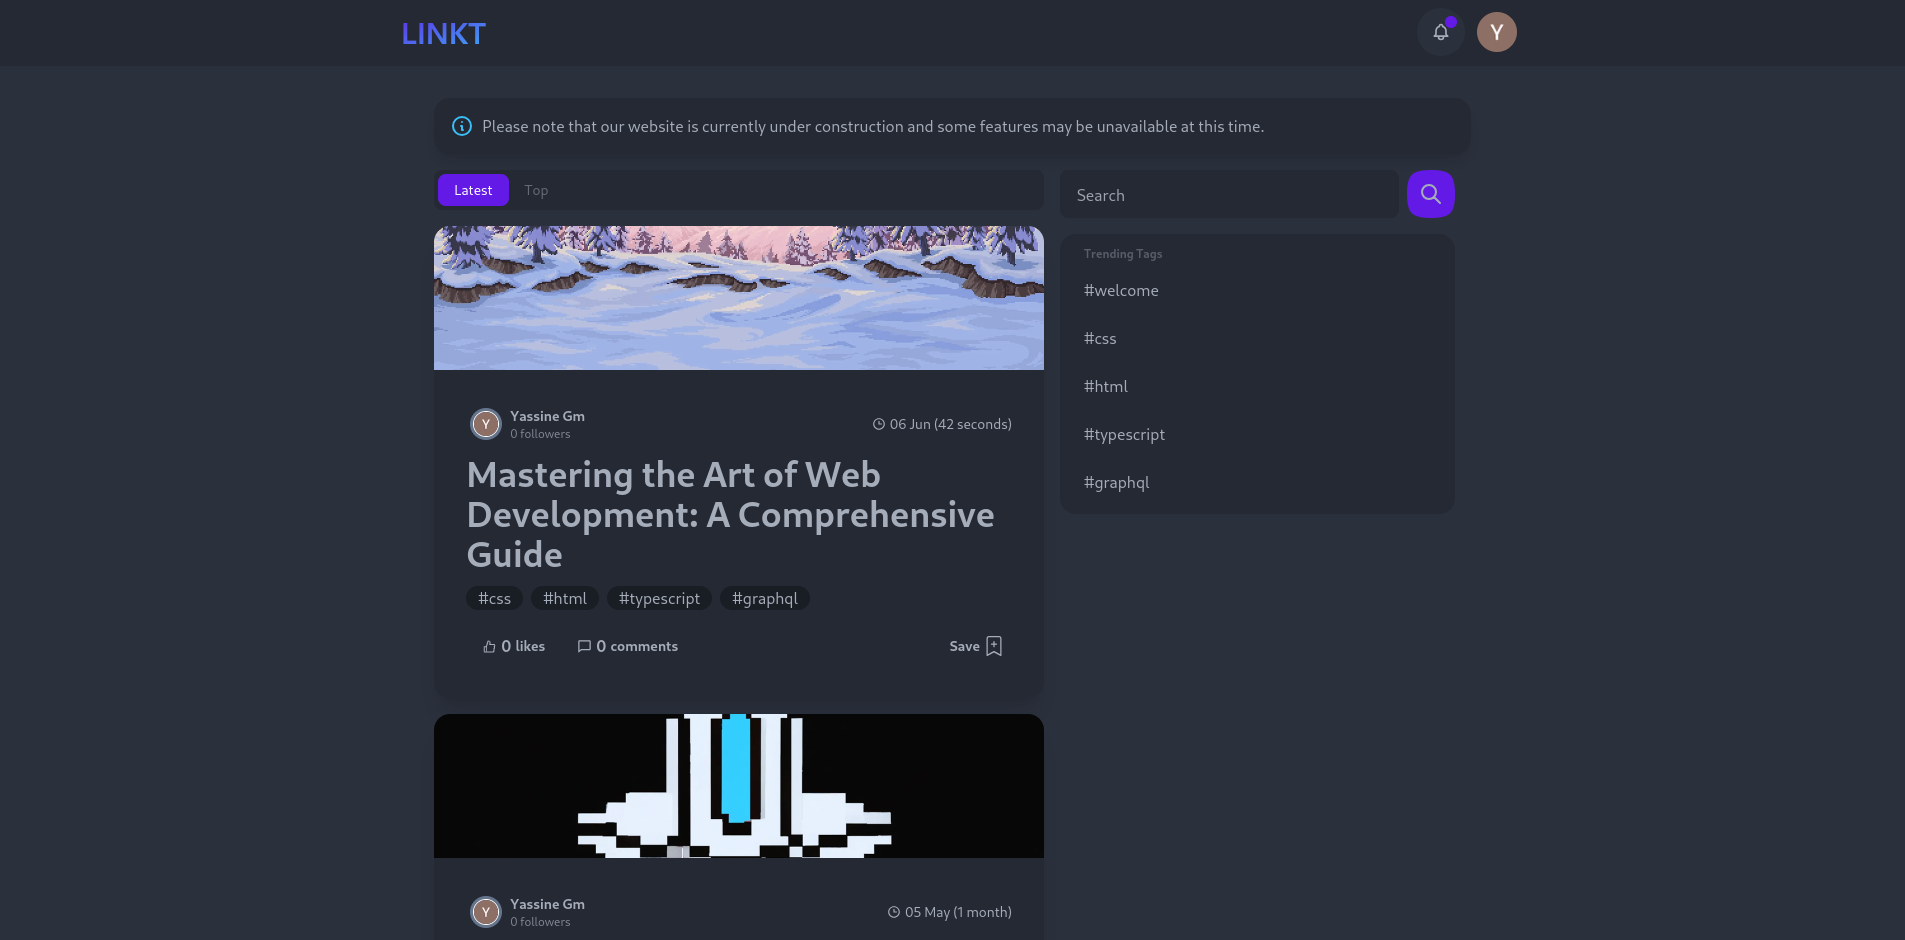 LINKT
Y
Please note that our website is currently under construction and some features may be unavailable at this time.
Latest
Top
Search
Trending Tags
#welcome
#css
#html
#typescript
#graphql
Y
Yassine Gm
0 followers
06 Jun (42 seconds)
Mastering the Art of Web
Development: A Comprehensive
Guide
#css
#html
#typescript
#graphql
0 likes
0 comments
Save
Y
Yassine Gm
0 followers
05 May (1 month)